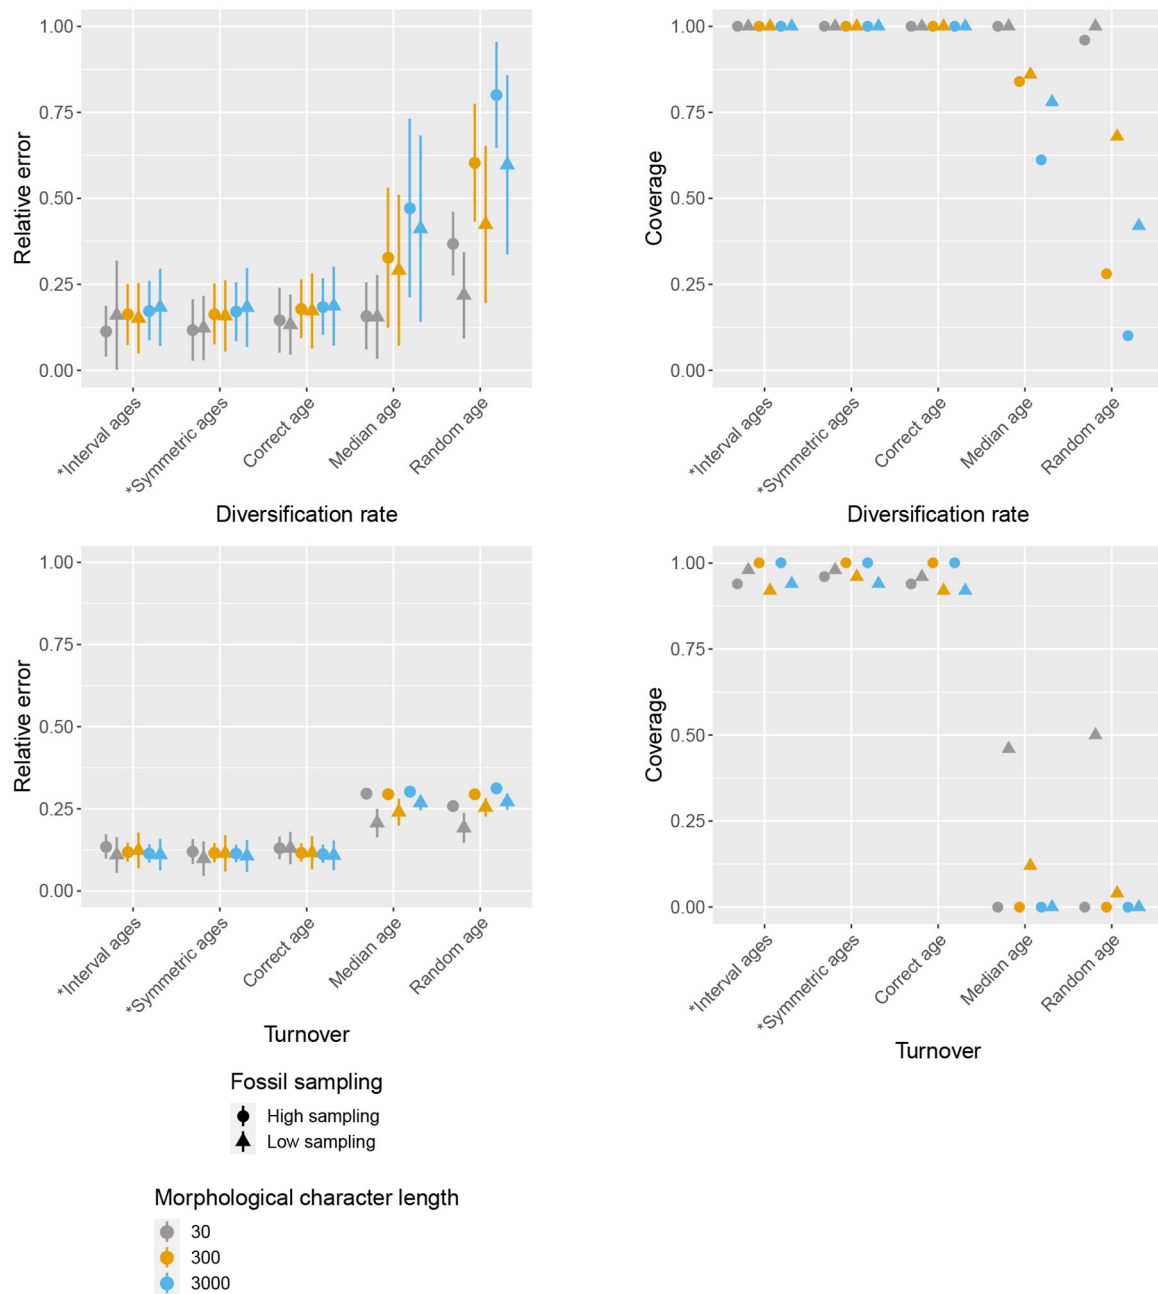 1.00
0.75
0.50
0.25
0.00
Relative error
*Interval ages
*Symmetric ages
Correct age
Median age
Random age
Diversification rate
1.00
0.75
0.50
0.25
0.00
Coverage
*Interval ages
*Symmetric ages
Correct age
Median age
Random age
Diversification rate
1.00
0.75
0.50
0.25
0.00
Relative error
*Interval ages
*Symmetric ages
Correct age
Median age
Random age
Turnover
1.00
0.75
0.50
0.25
0.00
Coverage
*Interval ages
*Symmetric ages
Correct age
Median age
Random age
Turnover
Fossil sampling
High sampling
Low sampling
Morphological character length
30
300
3000